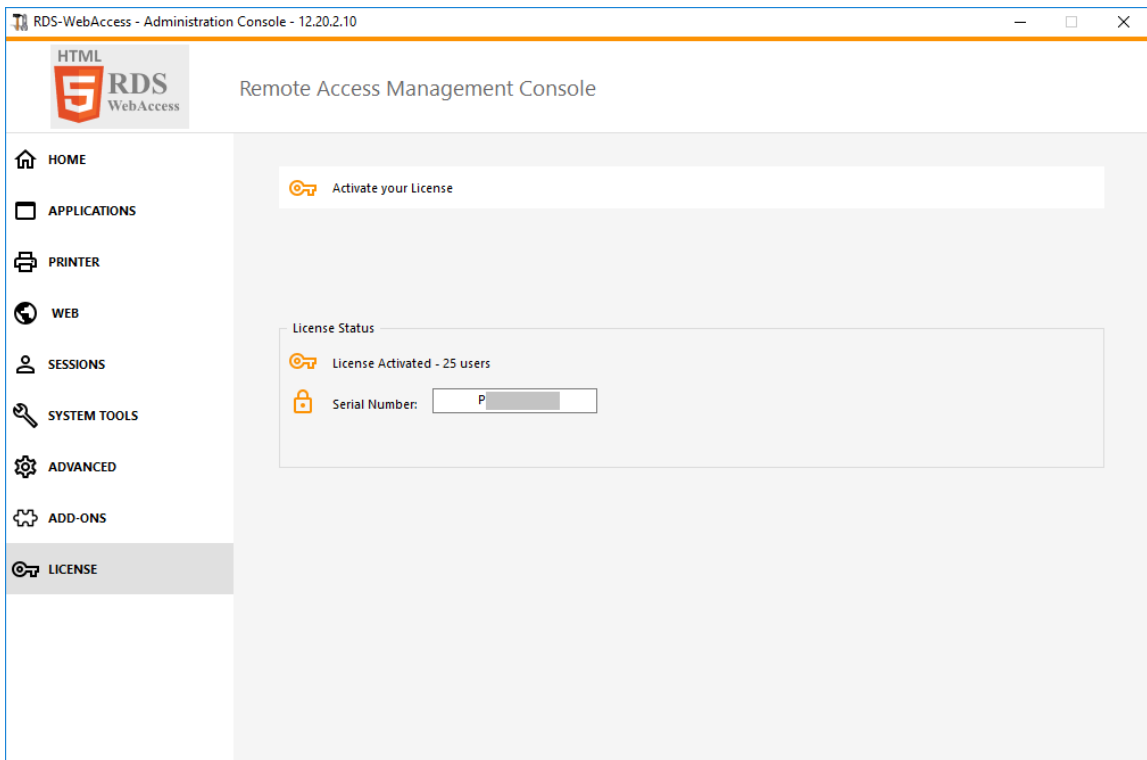 RDS-WebAccess - Administration Console - 12.20.2.10
HTML
5 RDS
WebAccess
Remote Access Management Console
HOME
APPLICATIONS
PRINTER
WEB
SESSIONS
SYSTEM TOOLS
ADVANCED
ADD-ONS
LICENSE
Activate your License
License Status
License Activated - 25 users
Serial Number: P